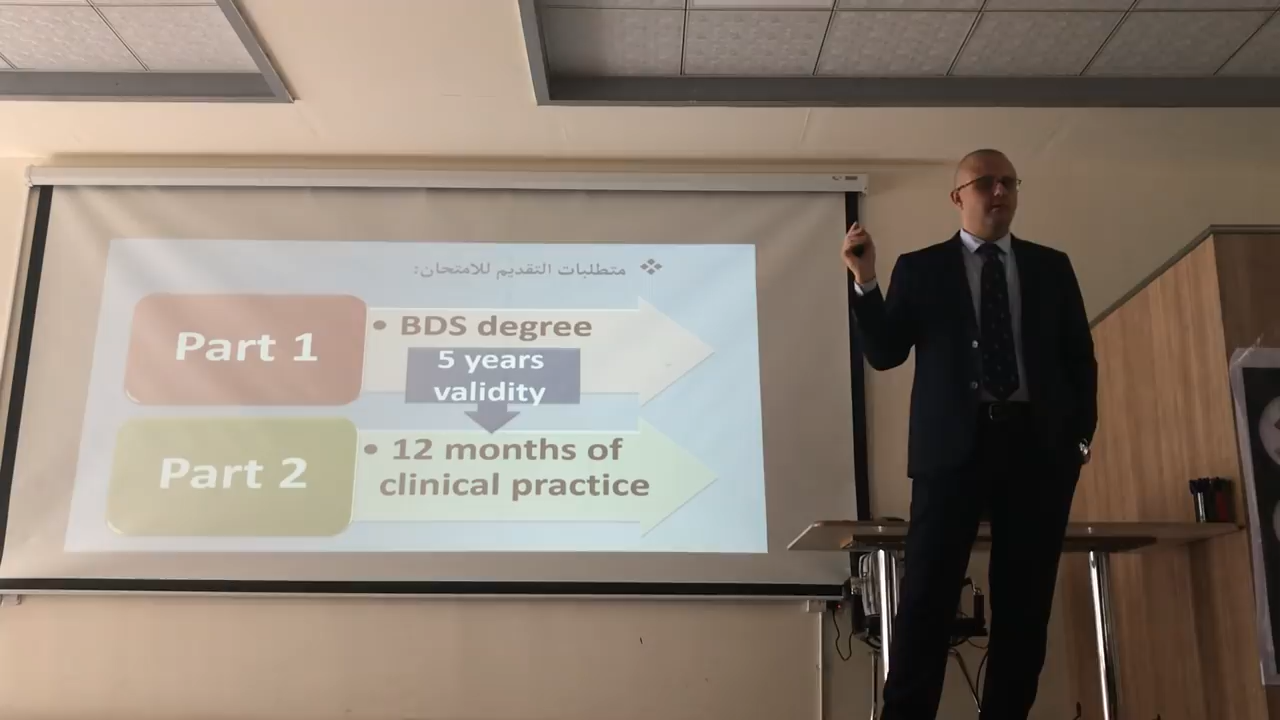 ❖ متطلبات التقديم للامتحان:
Part 1
• BDS degree
5 years
validity
Part 2
• 12 months of
clinical practice